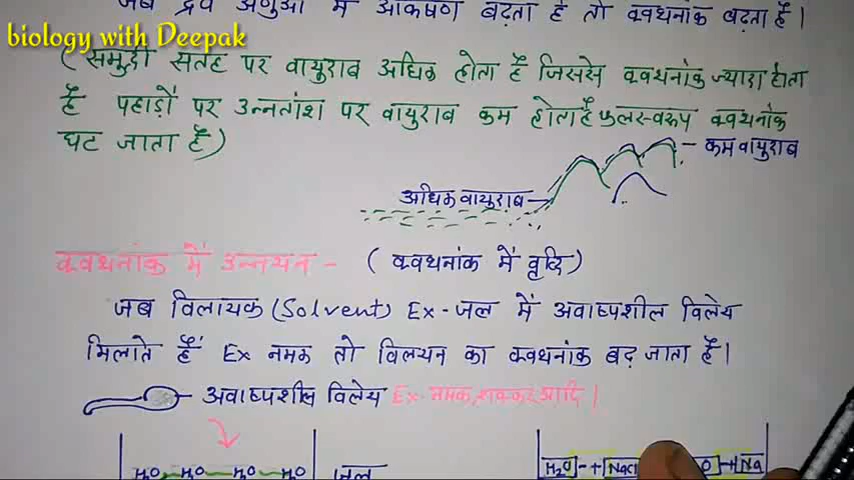 जब द्रव अणुओं में आकर्षण बढ़ता है तो क्वथनांक बढ़ता है।
biology with Deepak
(समुद्री सतह पर वायुदाब अधिक होता है जिससे क्वथनांक ज्यादा होता
है पहाड़ों पर उन्नतांश पर वायुदाब कम होता है फलस्वरूप क्वथनांक
घट जाता है)
कम वायुदाब
अधिक वायुदाब
क्वथनांक में उन्नयन - (क्वथनांक में वृद्धि)
जब विलायक (Solvent) Ex - जल में अवाष्पशील विलेय
मिलाते हैं Ex नमक तो विलयन का क्वथनांक बढ़ जाता है।
अवाष्पशील विलेय Ex- नमक, शक्कर आदि।
H₂O H₂O H₂O H₂O जल
H₂O NaCl Na